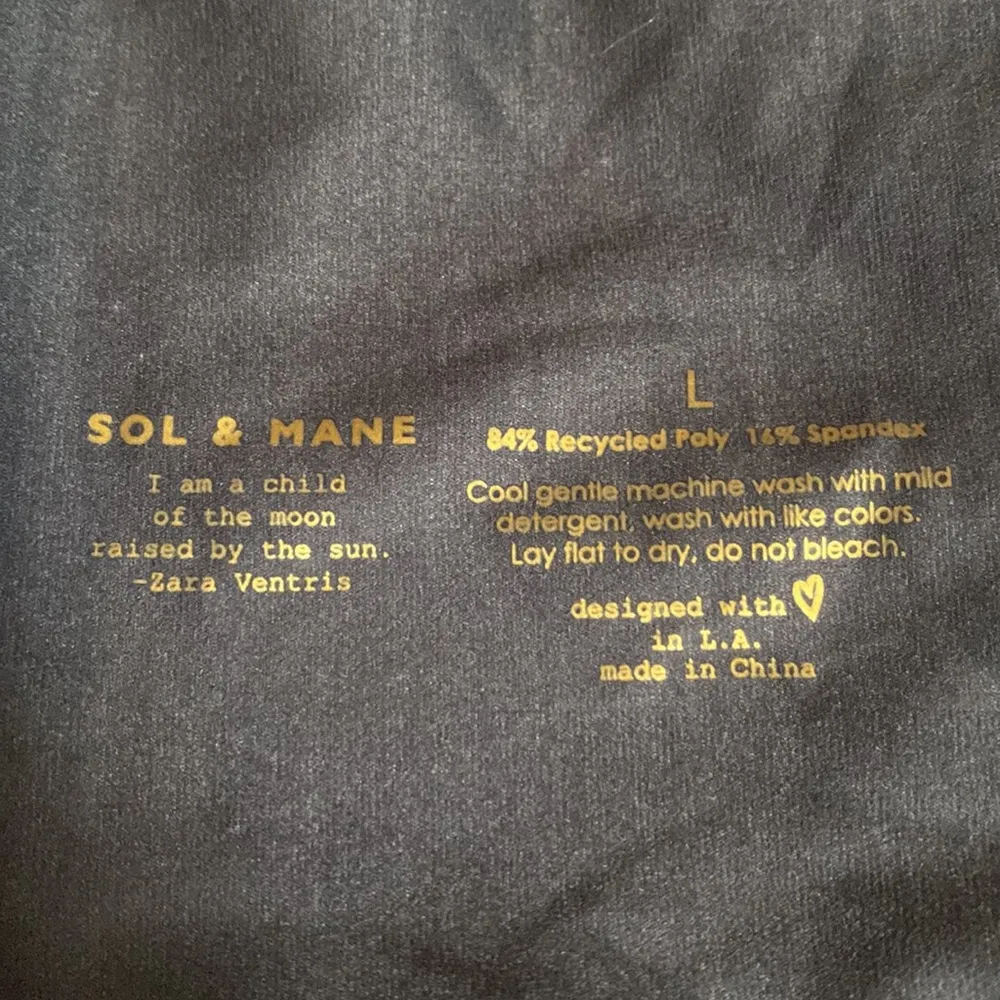 SOL & MANE
I am a child
of the moon
raised by the sun.
-Zara Ventris
L
84% Recycled Poly 16% Spandex
Cool gentle machine wash with mild
detergent, wash with like colors.
Lay flat to dry, do not bleach.
designed with
in L.A.
made in China